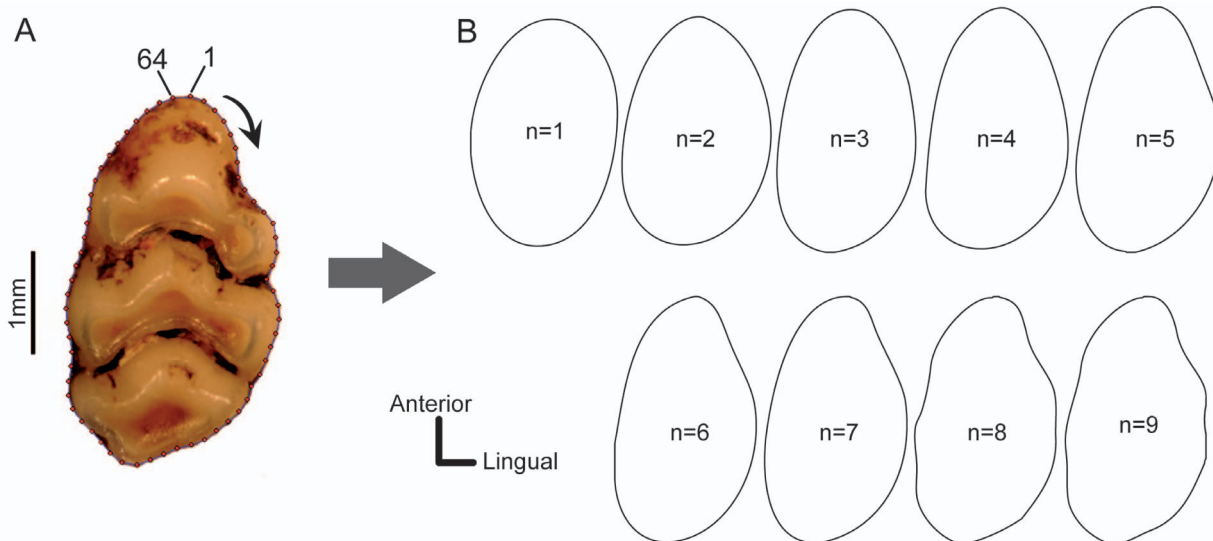 A
64 1
1mm
B
n=1
n=2
n=3
n=4
n=5
n=6
n=7
n=8
n=9
Anterior
Lingual